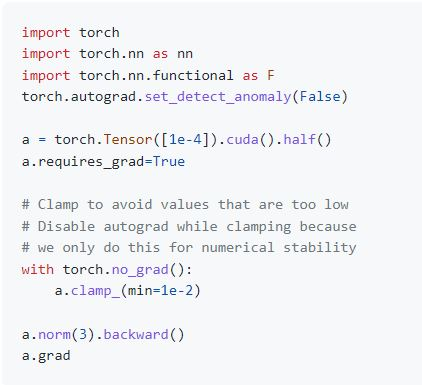 import torch
import torch.nn as nn
import torch.nn.functional as F
torch.autograd.set_detect_anomaly(False)

a = torch.Tensor([1e-4]).cuda().half()
a.requires_grad=True

# Clamp to avoid values that are too low
# Disable autograd while clamping because
# we only do this for numerical stability
with torch.no_grad():
    a.clamp_(min=1e-2)

a.norm(3).backward()
a.grad